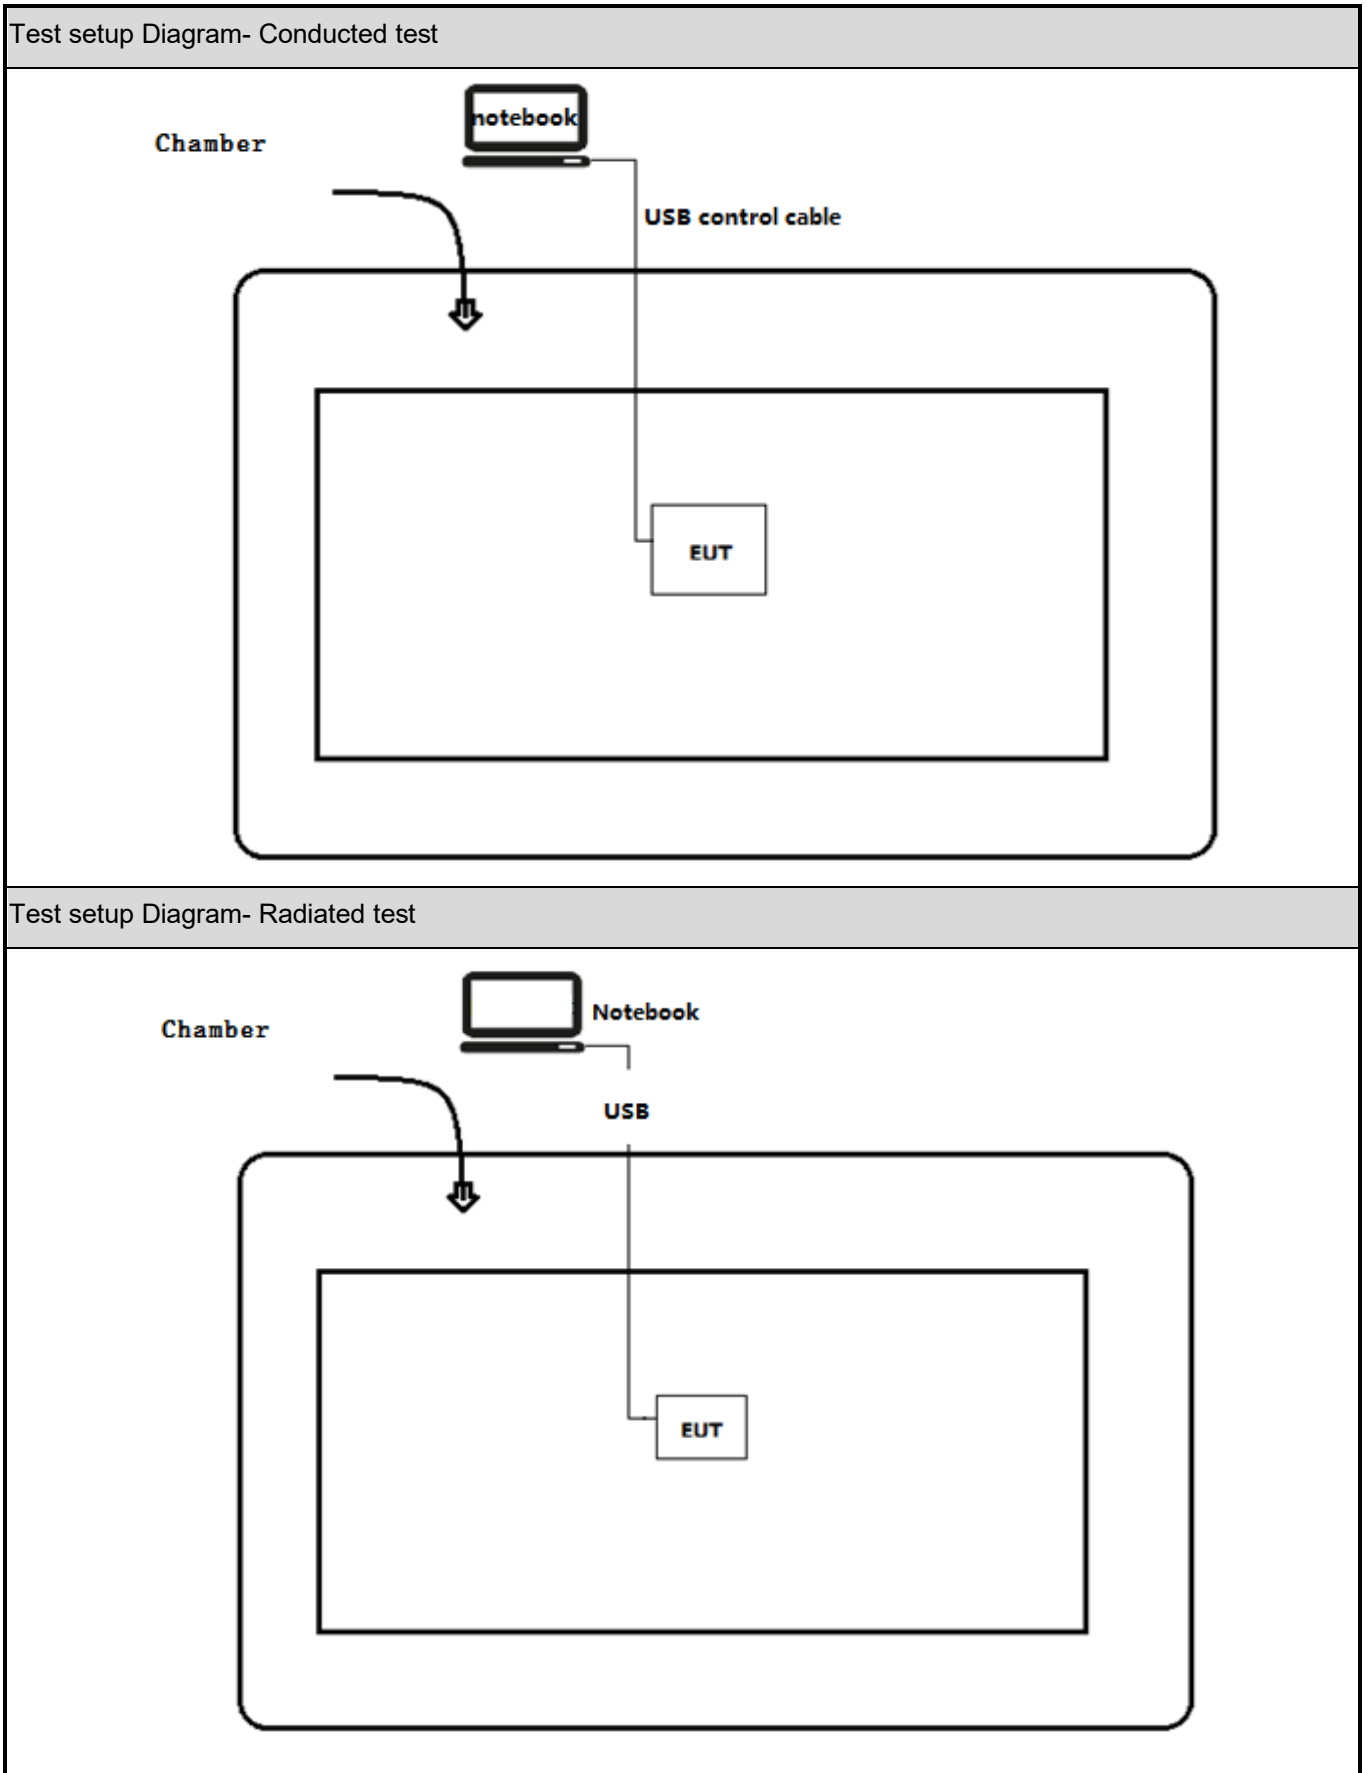 Test setup Diagram- Conducted test
notebook
Chamber
USB control cable
EUT
Test setup Diagram- Radiated test
Notebook
Chamber
USB
EUT